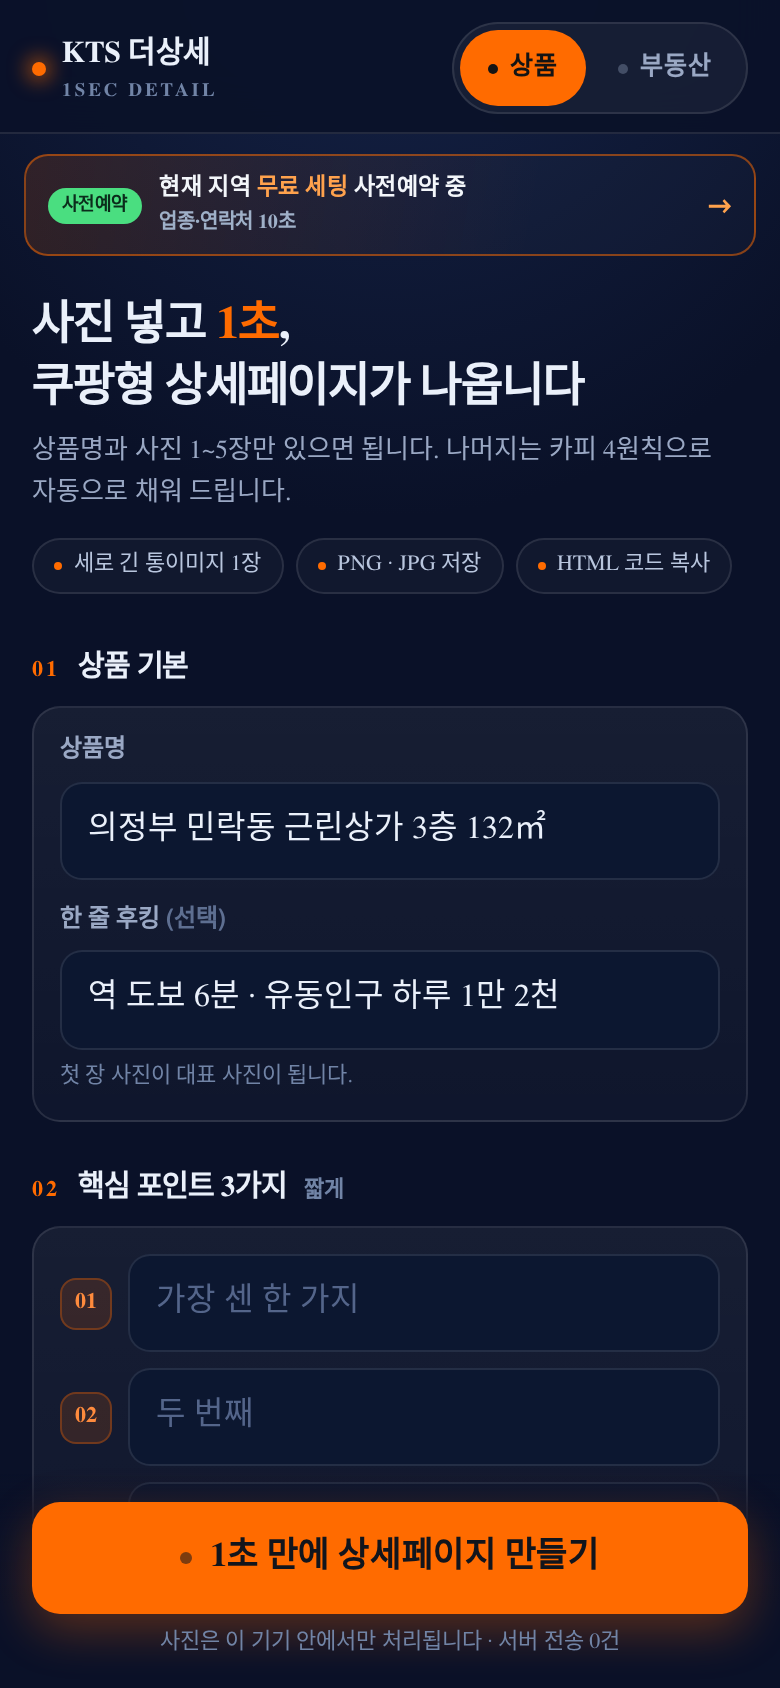 KTS 더상세
1SEC DETAIL
상품
부동산
사전예약
현재 지역 무료 세팅 사전예약 중
업종·연락처 10초
→
사진 넣고 1초,
쿠팡형 상세페이지가 나옵니다
상품명과 사진 1~5장만 있으면 됩니다. 나머지는 카피 4원칙으로
자동으로 채워 드립니다.
세로 긴 통이미지 1장
PNG · JPG 저장
HTML 코드 복사
01 상품 기본
상품명
의정부 민락동 근린상가 3층 132㎡
한 줄 후킹 (선택)
역 도보 6분 · 유동인구 하루 1만 2천
첫 장 사진이 대표 사진이 됩니다.
02 핵심 포인트 3가지 짧게
01 가장 센 한 가지
02 두 번째
1초 만에 상세페이지 만들기
사진은 이 기기 안에서만 처리됩니다 · 서버 전송 0건